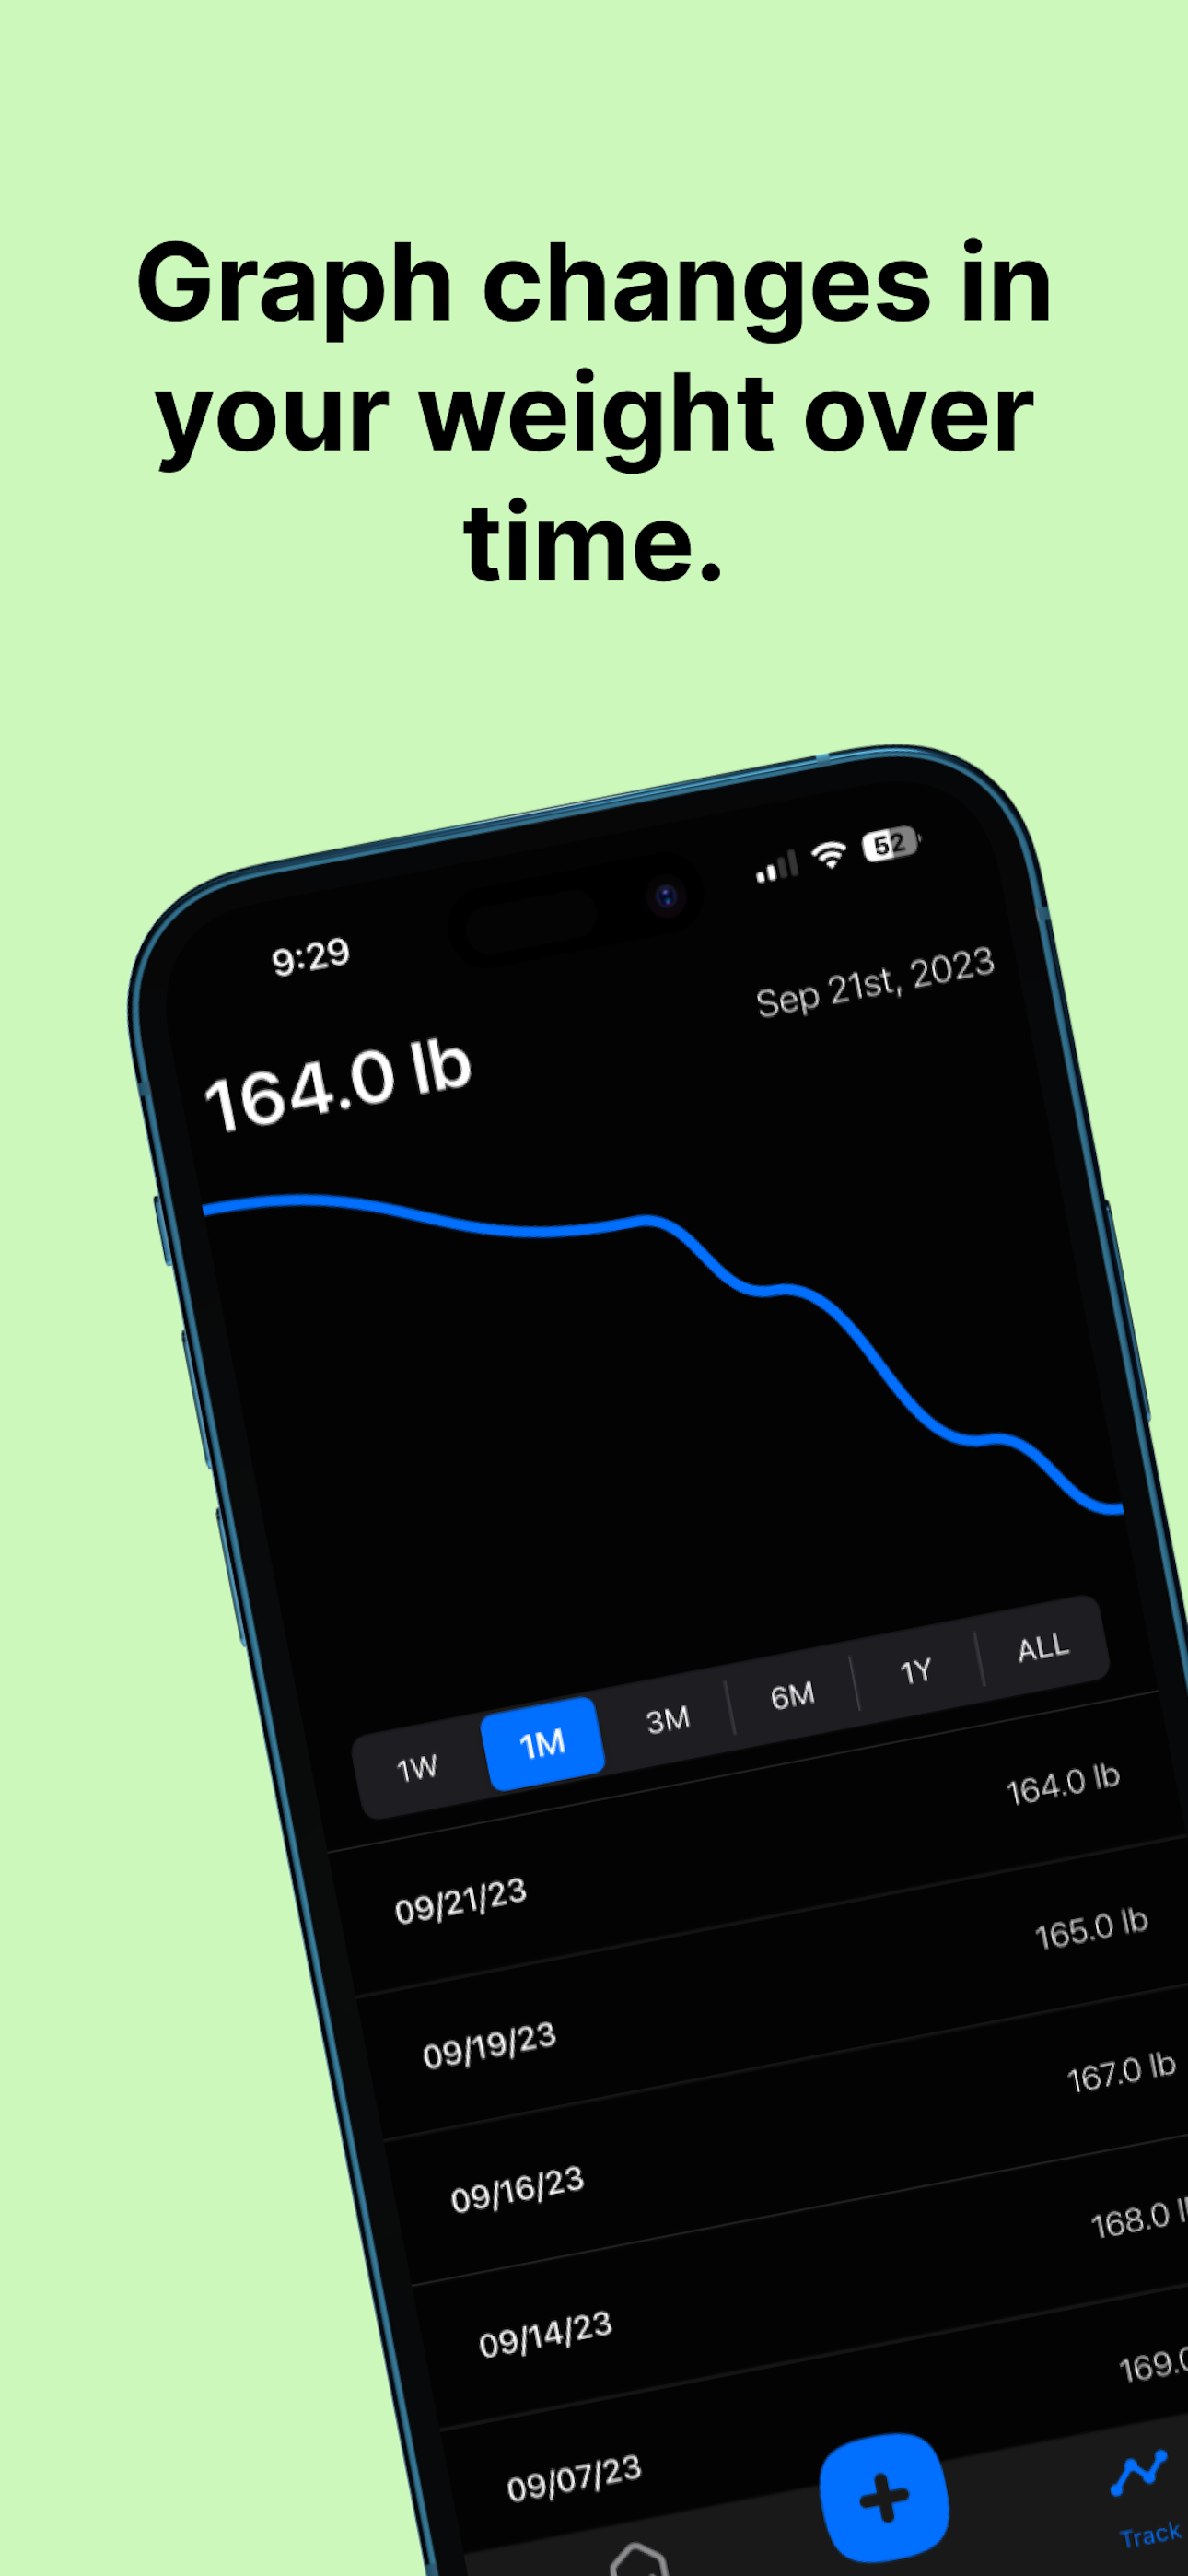 Graph changes in
your weight over
time.
9:29
52
Sep 21st, 2023
164.0 lb
1W 1M 3M 6M 1Y ALL
09/21/23 164.0 lb
09/19/23 165.0 lb
09/16/23 167.0 lb
09/14/23 168.0 l
09/07/23 169.0
Track